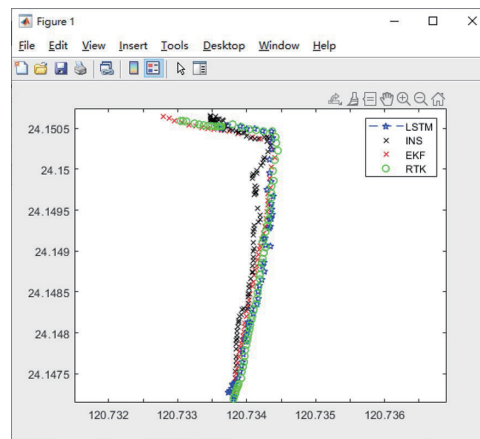 Figure 1
File Edit View Insert Tools Desktop Window Help
24.1505
24.15
24.1495
24.149
24.1485
24.148
24.1475
120.732 120.733 120.734 120.735 120.736
LSTM
INS
EKF
RTK